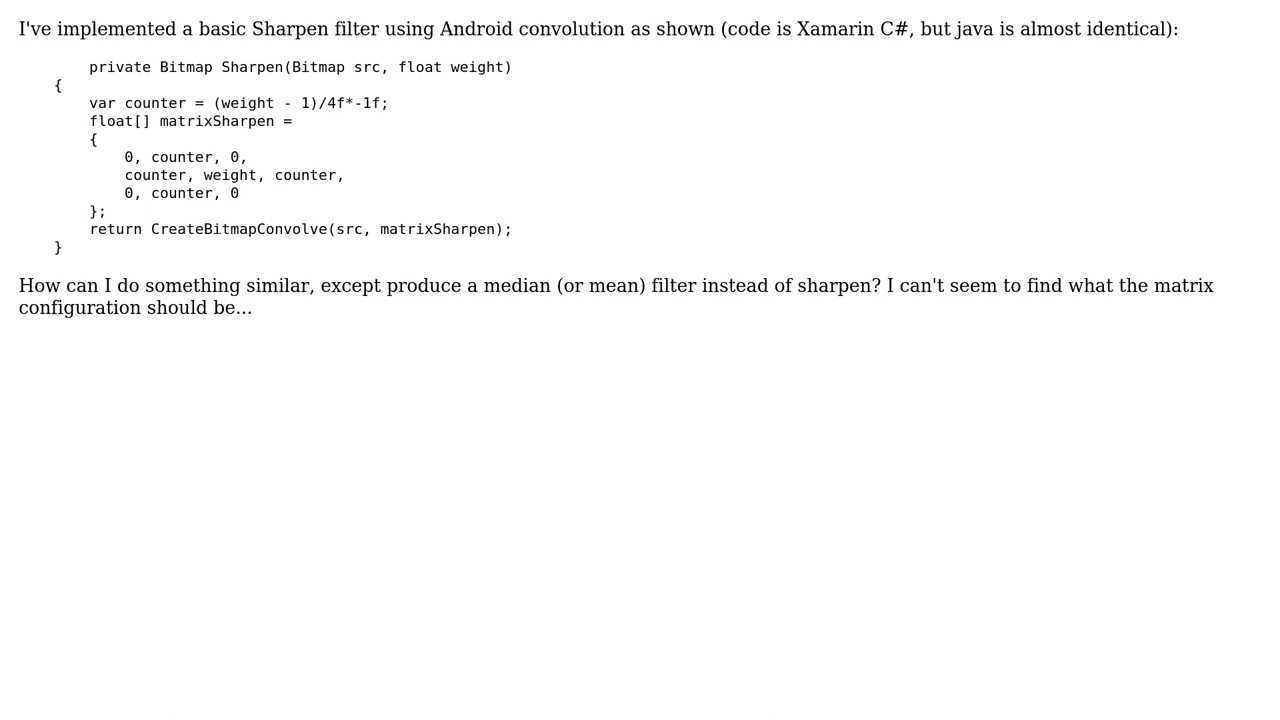 I've implemented a basic Sharpen filter using Android convolution as shown (code is Xamarin C#, but java is almost identical):
private Bitmap Sharpen(Bitmap src, float weight)
{
var counter = (weight - 1)/4f*-1f;
float[] matrixSharpen =
{
0, counter, 0,
counter, weight, counter,
0, counter, 0
};
return CreateBitmapConvolve(src, matrixSharpen);
}
How can I do something similar, except produce a median (or mean) filter instead of sharpen? I can't seem to find what the matrix
configuration should be...